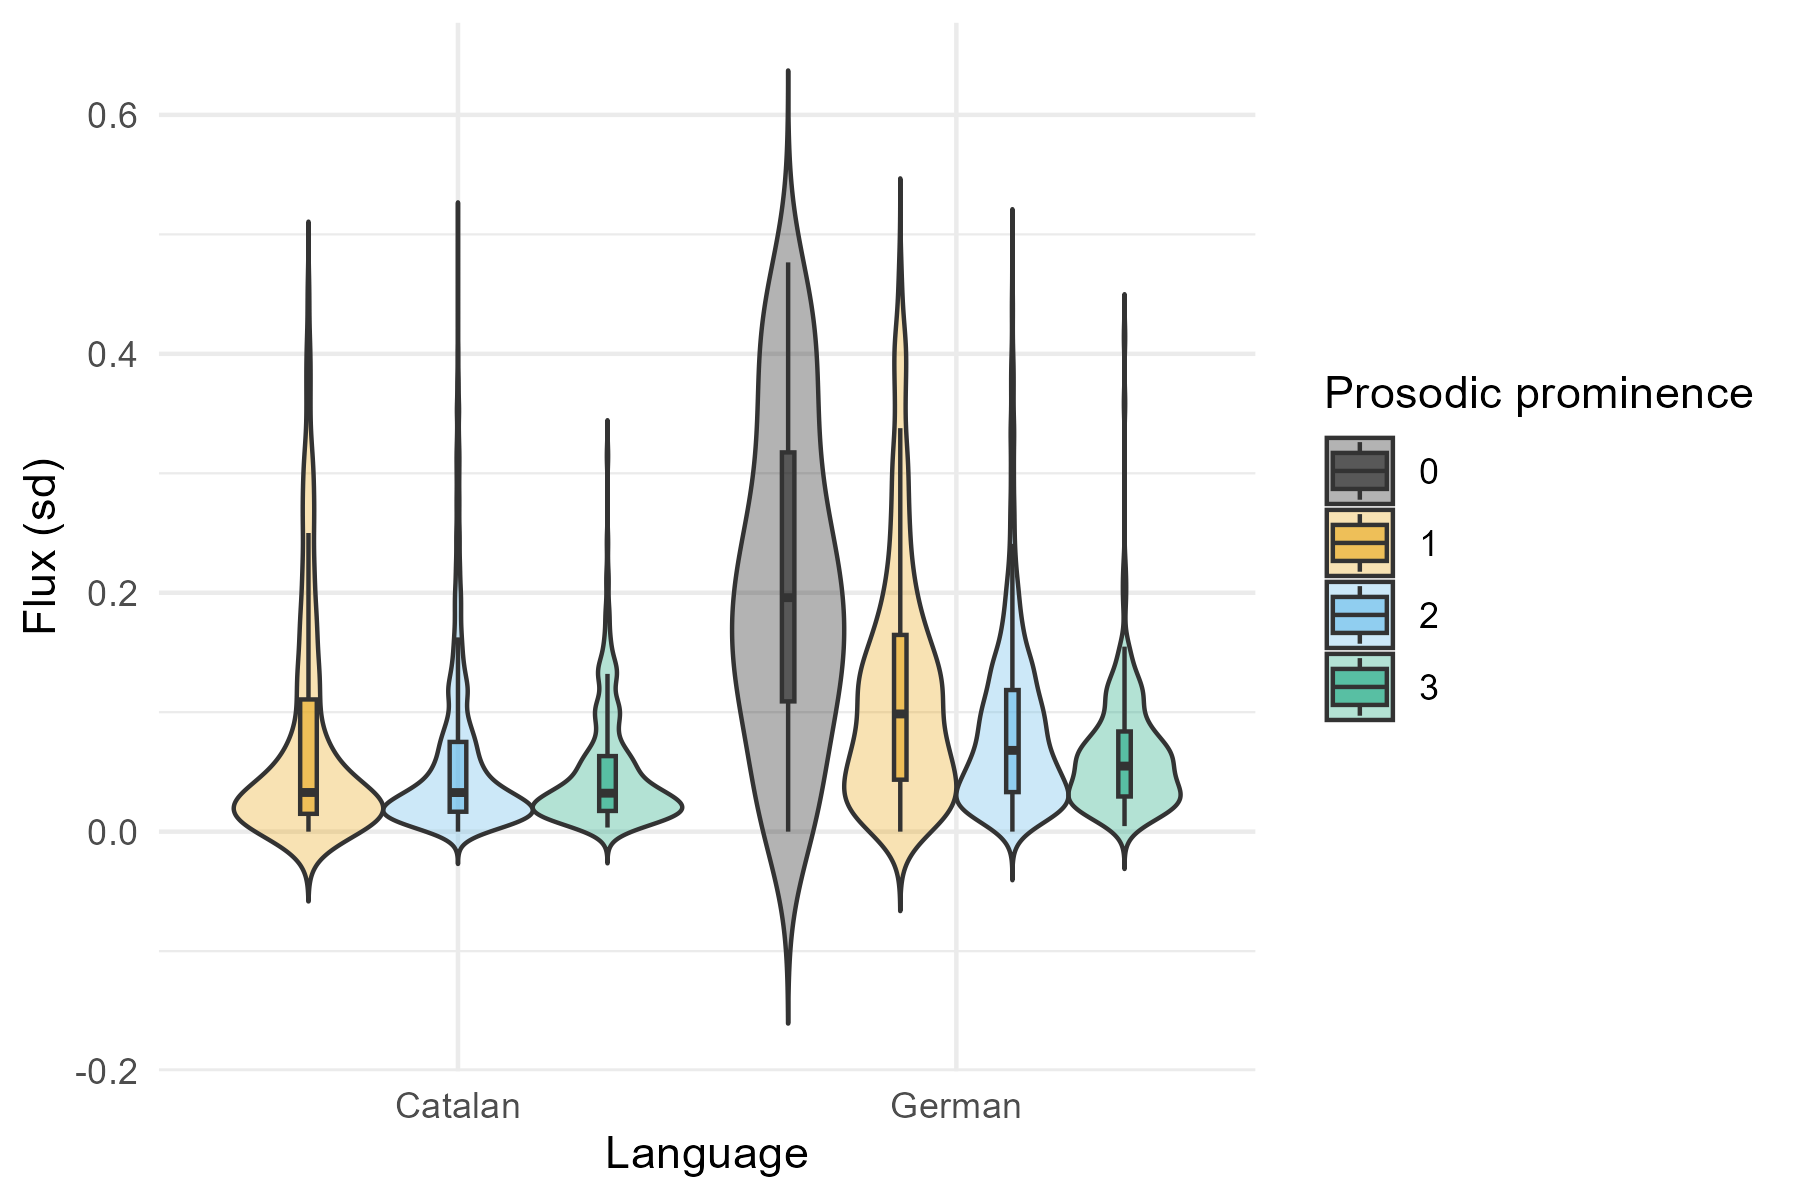 0.6
0.4
0.2
0.0
-0.2
Flux (sd)
Catalan
German
Language
Prosodic prominence
0
1
2
3